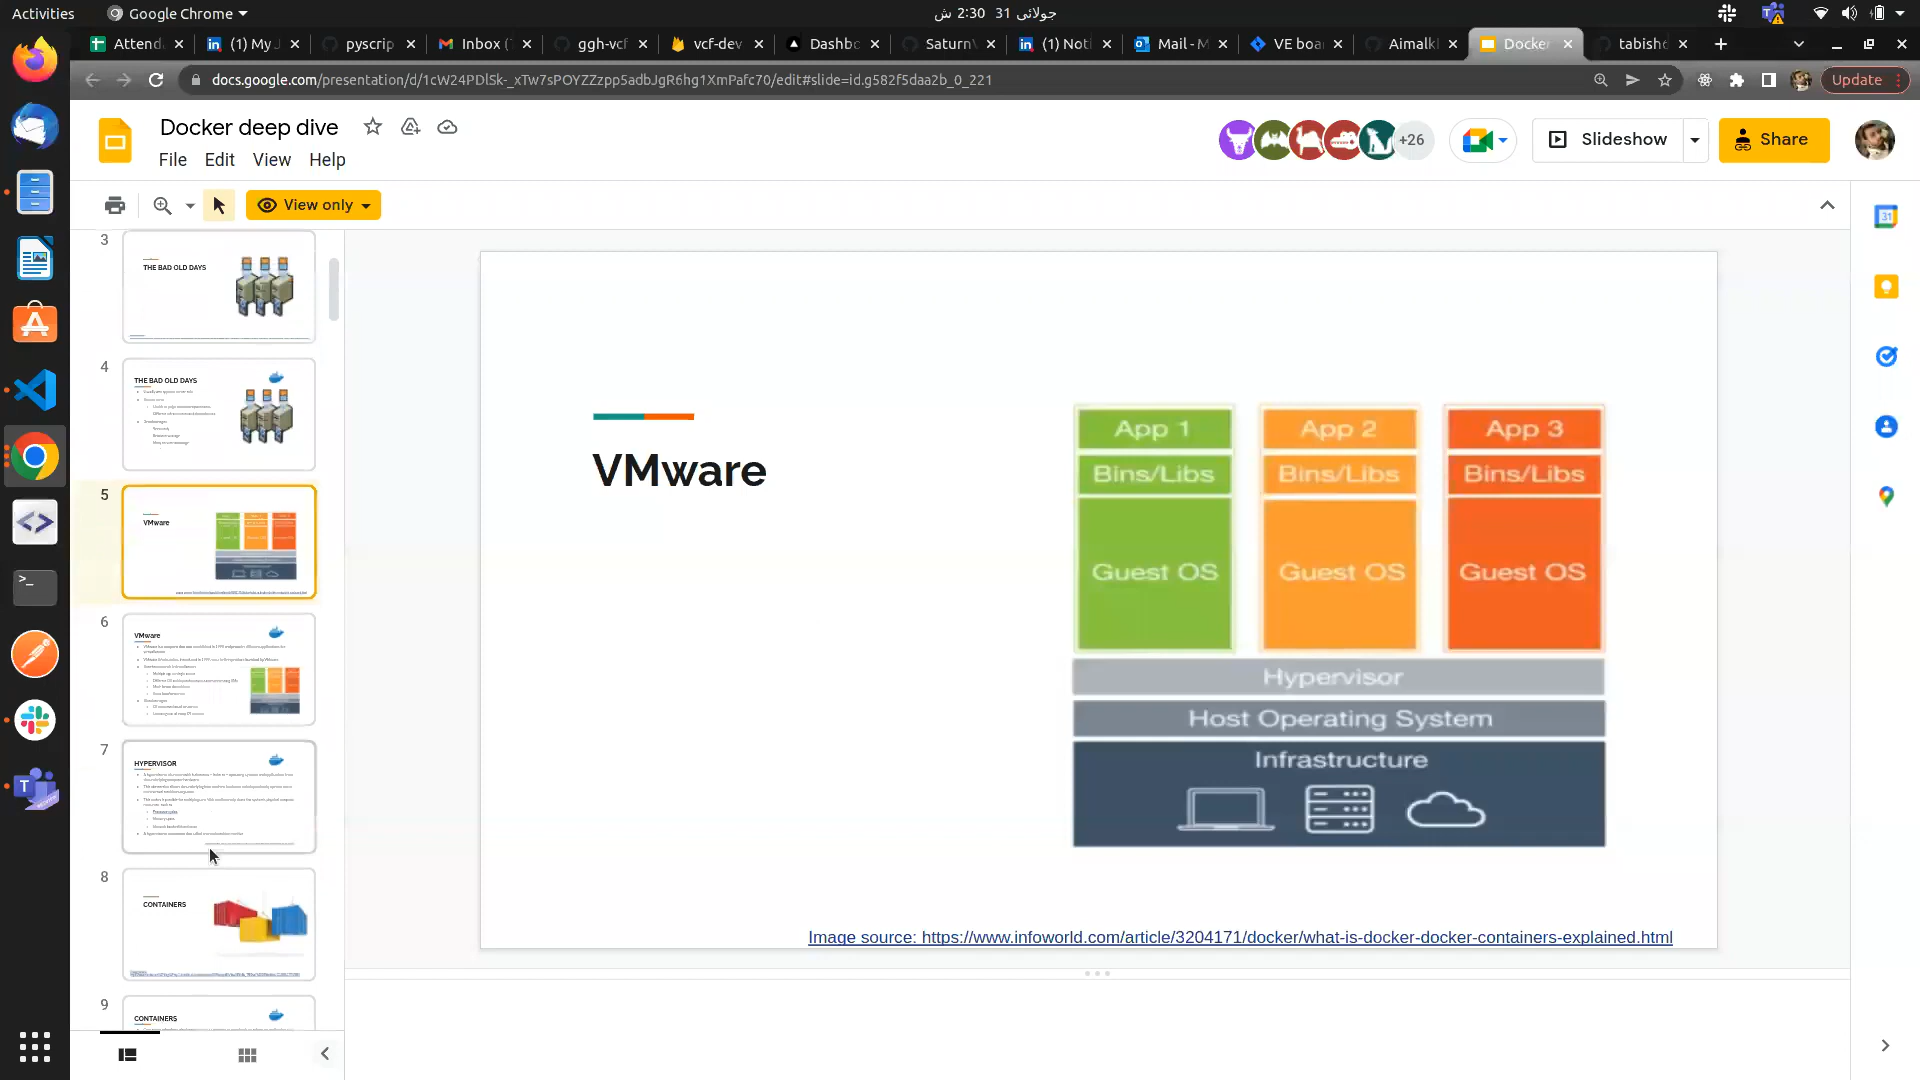 Activities
Google Chrome
جولائی 31  2:30 ش
Attend
(1) My J
pyscrip
Inbox (
ggh-vcf
vcf-dev
Dashbo
Saturn
(1) Not
Mail - M
VE boa
Aimalk
Docker
tabish
docs.google.com/presentation/d/1cW24PDlSk-_xTw7sPOYZZzpp5adbJgR6hg1XmPafc70/edit#slide=id.g582f5daa2b_0_221
Update
Docker deep dive
File Edit View Help
+26
Slideshow
Share
View only
3
THE BAD OLD DAYS
4
THE BAD OLD DAYS
5
VMware
6
VMware
7
HYPERVISOR
8
CONTAINERS
9
CONTAINERS
VMware
App 1 App 2 App 3
Bins/Libs Bins/Libs Bins/Libs
Guest OS Guest OS Guest OS
Hypervisor
Host Operating System
Infrastructure
Image source: https://www.infoworld.com/article/3204171/docker/what-is-docker-docker-containers-explained.html
31